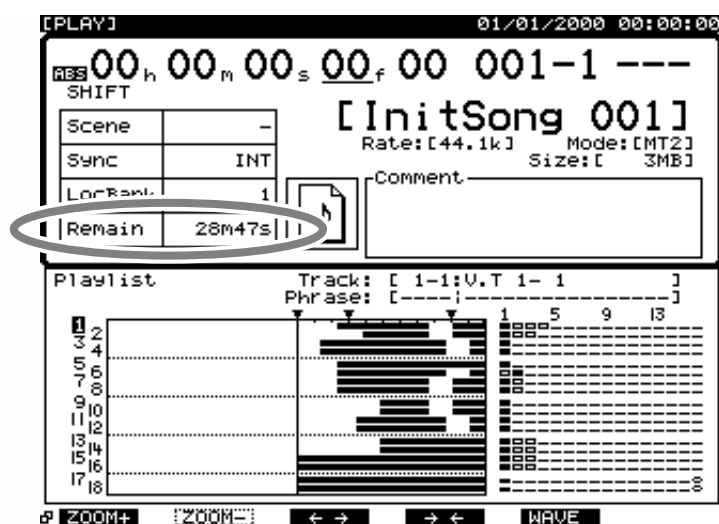 [PLAY] 01/01/2000 00:00:00
ABS 00h 00m 00s 00f 00 001-1 ---
SHIFT
[InitSong 001]
Scene -
Rate:[44.1k] Mode:[MT2]
Sync INT
Size:[ 3MB]
LocBank 1
Comment
Remain 28m47s
Playlist Track: [ 1-1:V.T 1- 1 ]
Phrase: [----¦-----------------]
1 5 9 13
1 2
3 4
5 6
7 8
9 10
11 12
13 14
15 16
17 18
ZOOM+ ZOOM- ← → → ← WAVE